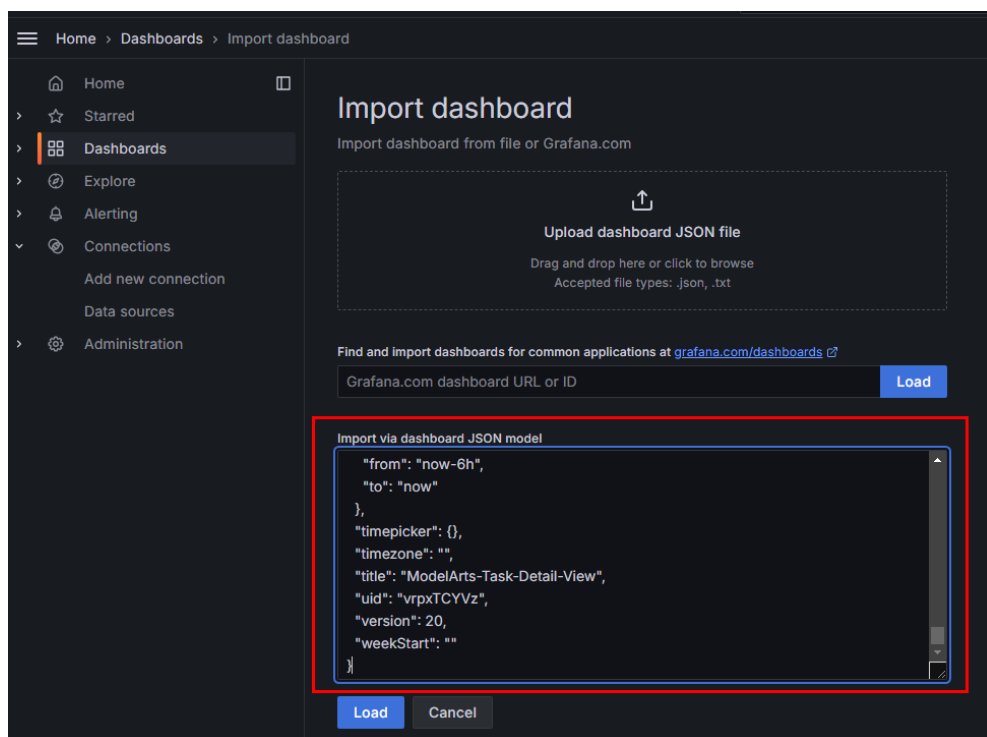 Home › Dashboards › Import dashboard
Home
Starred
Dashboards
Explore
Alerting
Connections
Add new connection
Data sources
Administration
Import dashboard
Import dashboard from file or Grafana.com
Upload dashboard JSON file
Drag and drop here or click to browse
Accepted file types: .json, .txt
Find and import dashboards for common applications at grafana.com/dashboards
Grafana.com dashboard URL or ID
Load
Import via dashboard JSON model
"from": "now-6h",
"to": "now"
},
"timepicker": {},
"timezone": "",
"title": "ModelArts-Task-Detail-View",
"uid": "vrpxTCYVz",
"version": 20,
"weekStart": ""
}
Load
Cancel